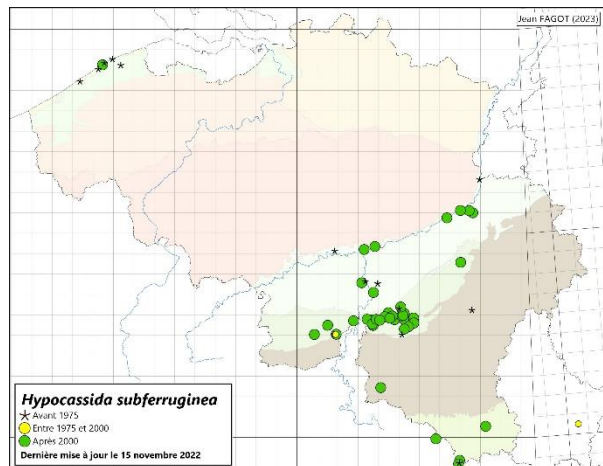 Jean FAGOT (2023)
Hypocassida subferruginea
Avant 1975
Entre 1975 et 2000
Après 2000
Dernière mise à jour le 15 novembre 2022